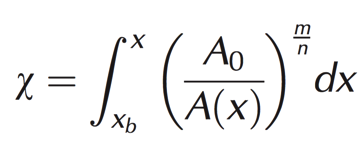 χ = ∫_{x_b}^{x} (A_0 / A(x))^{m/n} dx